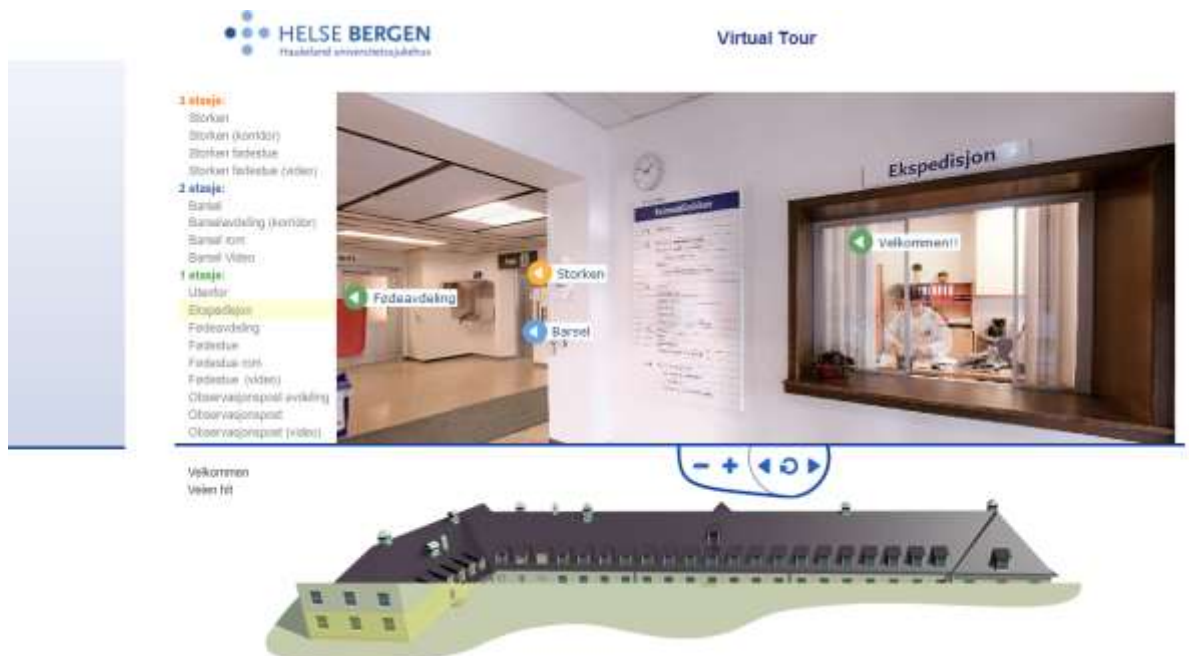 HELSE BERGEN
Haukeland universitetssjukehus
Virtual Tour
3 etasje:
Storken
Storken (korridor)
Storken fødestue
Storken fødestue (video)
2 etasje:
Barsel
Barselavdeling (korridor)
Barsel rom
Barsel Video
1 etasje:
Utenfor
Ekspedisjon
Fødeavdeling
Fødestue
Fødestue rom
Fødestue (video)
Observasjonspost avdeling
Observasjonspost
Observasjonspost (video)
Fødeavdeling
Storken
Barsel
Kvinneklinikken
Ekspedisjon
Velkommen!!
Velkommen
Veien hit